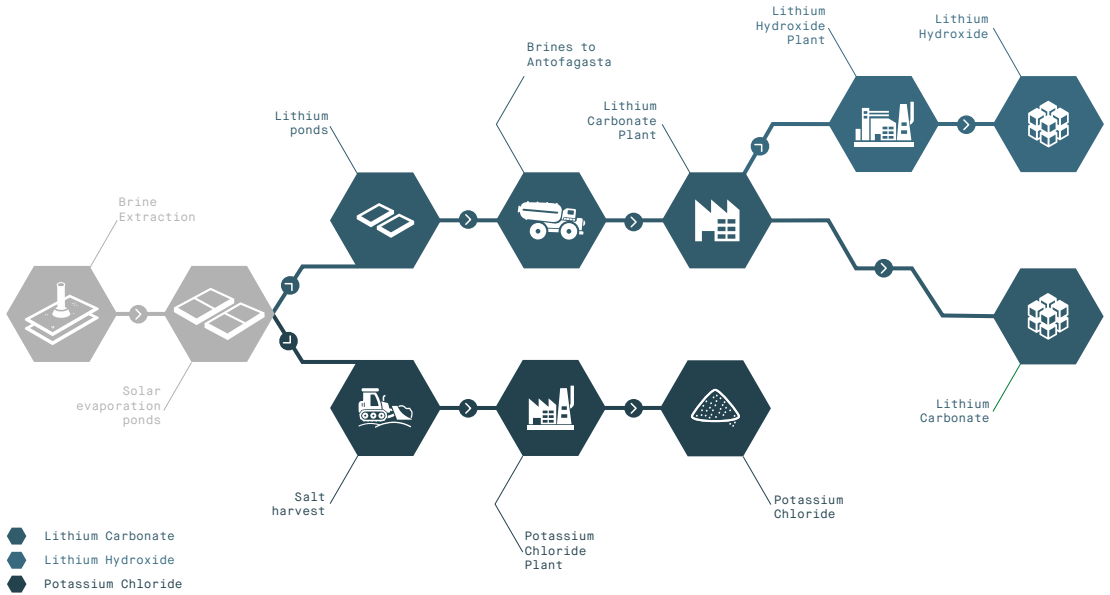 Lithium
Hydroxide
Plant
Lithium
Hydroxide
Brines to
Antofagasta
Lithium
Carbonate
Plant
Lithium
ponds
Brine
Extraction
Solar
evaporation
ponds
Lithium
Carbonate
Salt
harvest
Potassium
Chloride
Plant
Potassium
Chloride
Lithium Carbonate
Lithium Hydroxide
Potassium Chloride